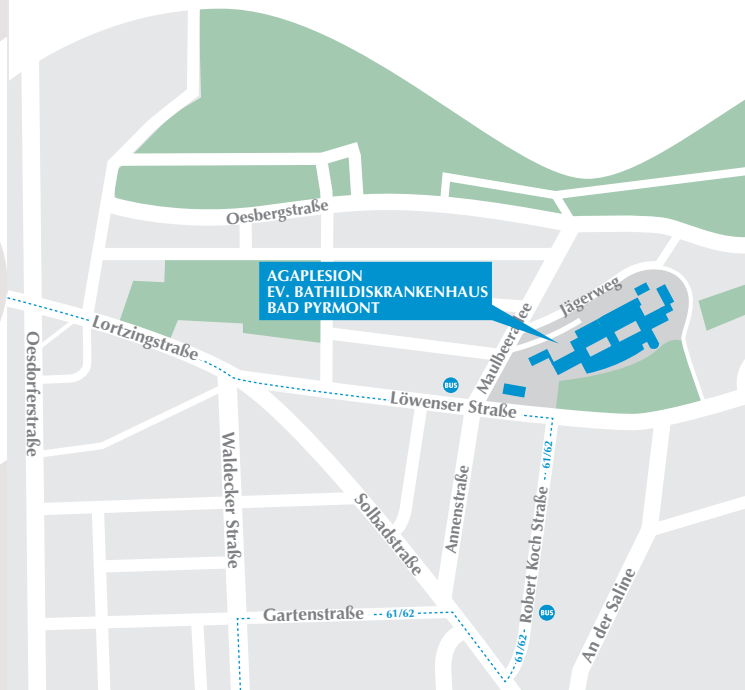 Oesbergstraße
AGAPLESION
EV. BATHILDISKRANKENHAUS
BAD PYRMONT
Jägerweg
Lortzingstraße
Oesdorferstraße
Maulbeerallee
BUS
Löwenser Straße
Waldecker Straße
Solbadstraße
Annenstraße
61/62
Robert Koch Straße
61/62
BUS
An der Saline
Gartenstraße
61/62